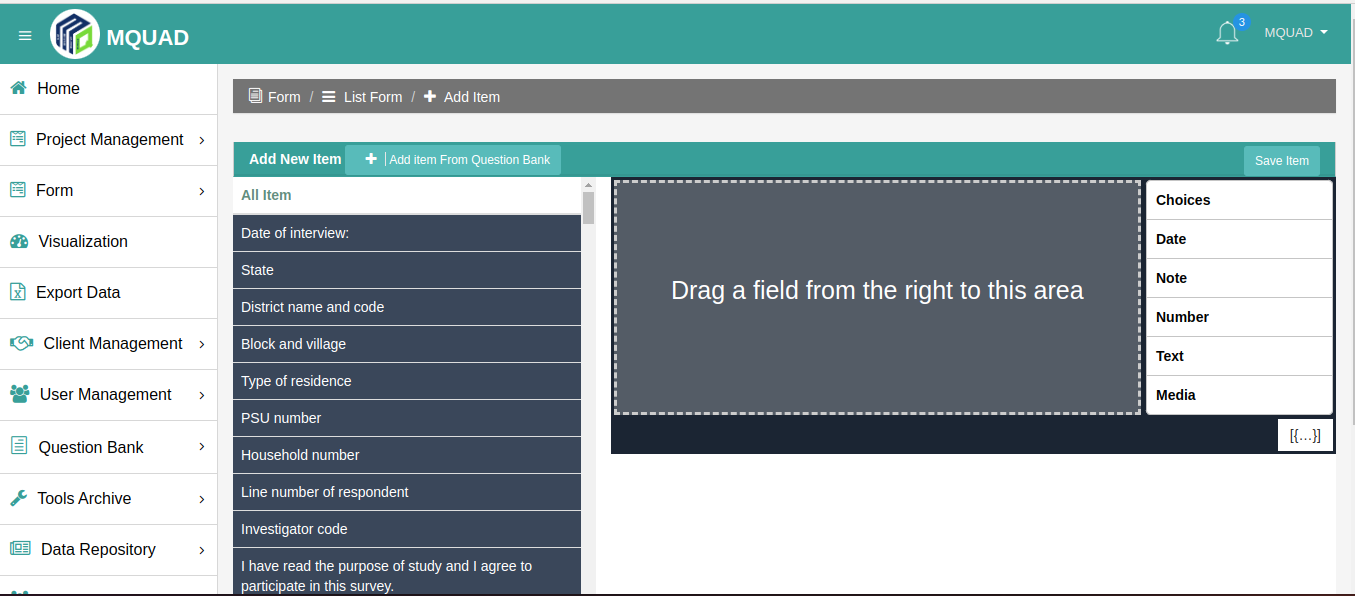 MQUAD
3
MQUAD
Home
Project Management
Form
Visualization
Export Data
Client Management
User Management
Question Bank
Tools Archive
Data Repository
Form / List Form / Add Item
Add New Item
Add item From Question Bank
Save Item
All Item
Date of interview:
State
District name and code
Block and village
Type of residence
PSU number
Household number
Line number of respondent
Investigator code
I have read the purpose of study and I agree to
participate in this survey.
Drag a field from the right to this area
Choices
Date
Note
Number
Text
Media
[{…}]